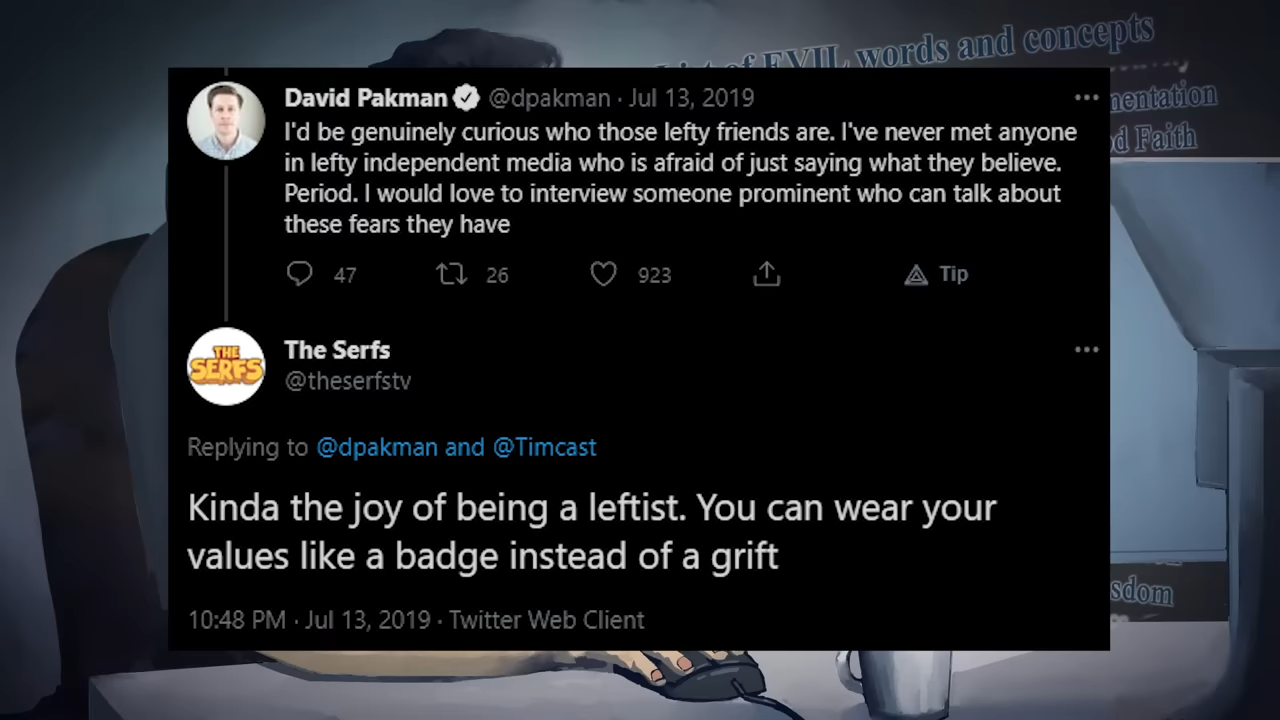 List of EVIL words and concepts
mentation
d Faith
David Pakman @dpakman · Jul 13, 2019
I'd be genuinely curious who those lefty friends are. I've never met anyone
in lefty independent media who is afraid of just saying what they believe.
Period. I would love to interview someone prominent who can talk about
these fears they have
47 26 923 Tip
THE SERFS
The Serfs
@theserfstv
Replying to @dpakman and @Timcast
Kinda the joy of being a leftist. You can wear your
values like a badge instead of a grift
sdom
10:48 PM · Jul 13, 2019 · Twitter Web Client